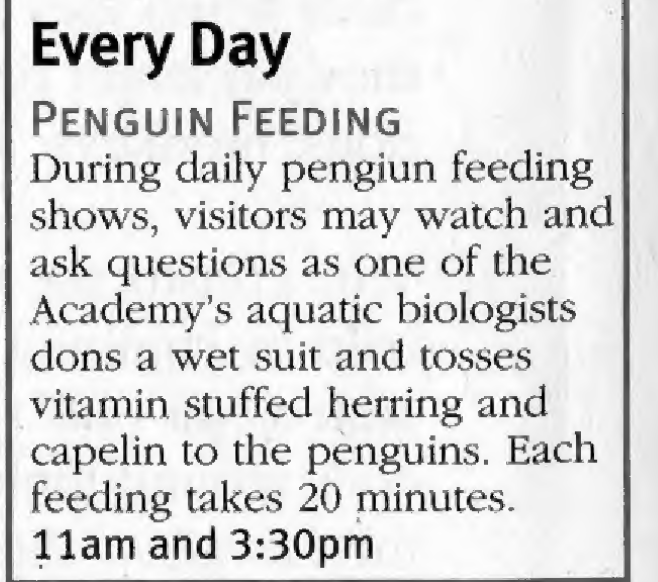 Every Day
PENGUIN FEEDING
During daily pengiun feeding
shows, visitors may watch and
ask questions as one of the
Academy's aquatic biologists
dons a wet suit and tosses
vitamin stuffed herring and
capelin to the penguins. Each
feeding takes 20 minutes.
11am and 3:30pm